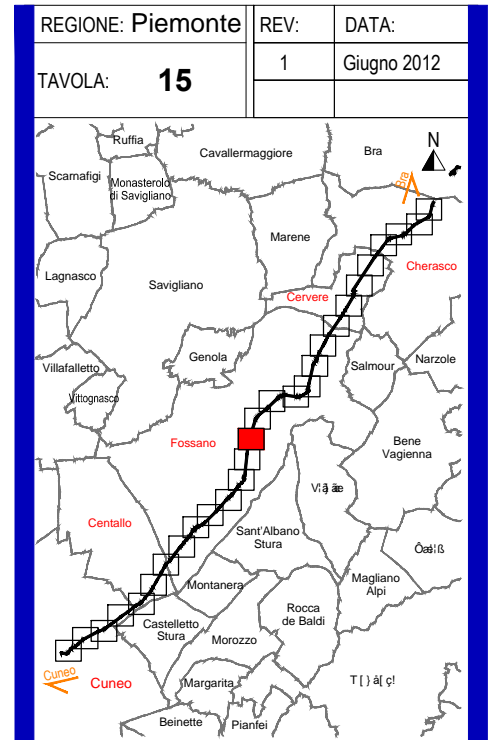 REGIONE: Piemonte
REV:
DATA:
TAVOLA: 15
1
Giugno 2012
Ruffia
Cavallermaggiore
Bra
N
Scarnafigi
Monasterolo
di Savigliano
Bra
Marene
Cherasco
Lagnasco
Savigliano
Cervere
Genola
Salmour
Narzole
Villafalletto
Vittognasco
Fossano
Bene
Vagienna
Centallo
Sant'Albano
Stura
Montanera
Magliano
Alpi
Castelletto
Stura
Rocca
de Baldi
Morozzo
Cuneo
Cuneo
Margarita
Beinette
Pianfei